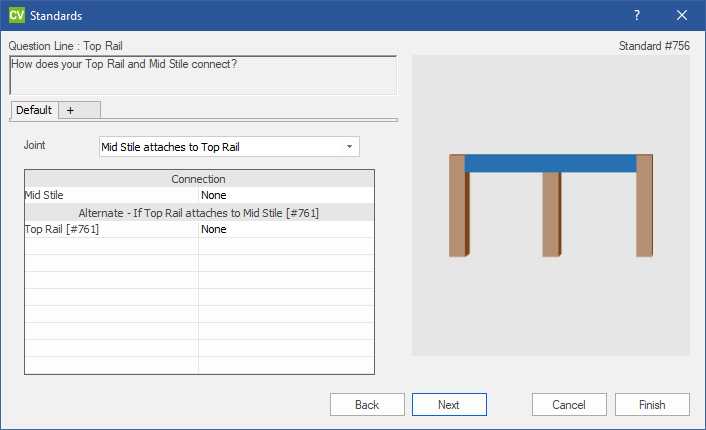 CV Standards ?
Question Line : Top Rail Standard #756
How does your Top Rail and Mid Stile connect?
Default +
Joint Mid Stile attaches to Top Rail
Connection
Mid Stile None
Alternate - If Top Rail attaches to Mid Stile [#761]
Top Rail [#761] None
Back Next Cancel Finish